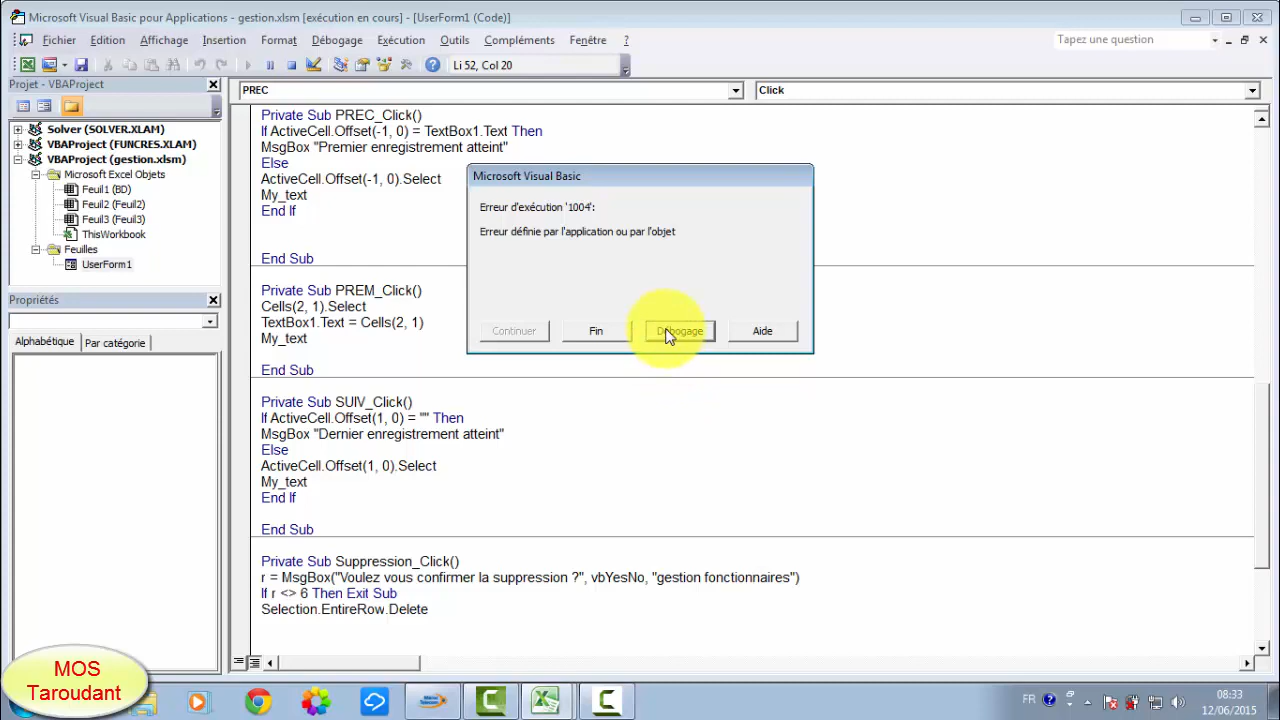 Microsoft Visual Basic pour Applications - gestion.xlsm [exécution en cours] - [UserForm1 (Code)]
Fichier Edition Affichage Insertion Format Débogage Exécution Outils Compléments Fenêtre ?
Tapez une question
Li 52, Col 20
Projet - VBAProject
PREC
Click
Solver (SOLVER.XLAM)
VBAProject (FUNCRES.XLAM)
VBAProject (gestion.xlsm)
Microsoft Excel Objets
Feuil1 (BD)
Feuil2 (Feuil2)
Feuil3 (Feuil3)
ThisWorkbook
Feuilles
UserForm1
Propriétés
Alphabétique Par catégorie
Private Sub PREC_Click()
If ActiveCell.Offset(-1, 0) = TextBox1.Text Then
MsgBox "Premier enregistrement atteint"
Else
ActiveCell.Offset(-1, 0).Select
My_text
End If
End Sub
Private Sub PREM_Click()
Cells(2, 1).Select
TextBox1.Text = Cells(2, 1)
My_text
End Sub
Private Sub SUIV_Click()
If ActiveCell.Offset(1, 0) = "" Then
MsgBox "Dernier enregistrement atteint"
Else
ActiveCell.Offset(1, 0).Select
My_text
End If
End Sub
Private Sub Suppression_Click()
r = MsgBox("Voulez vous confirmer la suppression ?", vbYesNo, "gestion fonctionnaires")
If r <> 6 Then Exit Sub
Selection.EntireRow.Delete
Microsoft Visual Basic
Erreur d'exécution '1004':
Erreur définie par l'application ou par l'objet
Continuer Fin Débogage Aide
MOS
Taroudant
FR
08:33
12/06/2015